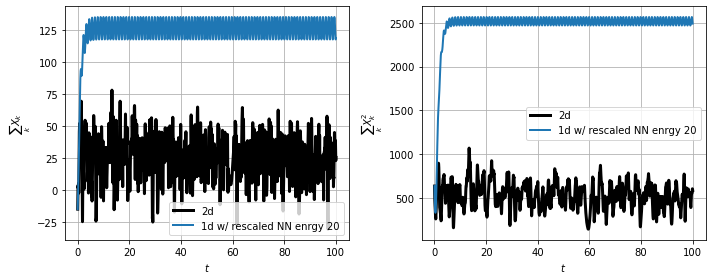 125
100
75
50
25
0
−25
∑ₖ Xₖ
0 20 40 60 80 100
t
2d
1d w/ rescaled NN enrgy 20
2500
2000
1500
1000
500
∑ₖ Xₖ²
0 20 40 60 80 100
t
2d
1d w/ rescaled NN enrgy 20